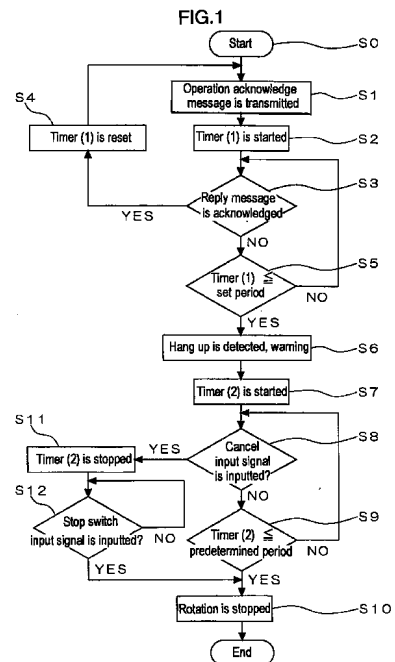 FIG.1
Start
S0
Operation acknowledge
message is transmitted
S1
S4
Timer (1) is reset
Timer (1) is started
S2
Reply message
is acknowledged
S3
YES
NO
Timer (1) ≦
set period
S5
NO
YES
Hang up is detected, warning
S6
Timer (2) is started
S7
S11
Timer (2) is stopped
YES
Cancel
input signal
is inputted?
S8
S12
NO
Stop switch
input signal is inputted?
NO
Timer (2) ≦
predetermined period
S9
NO
YES
YES
Rotation is stopped
S10
End